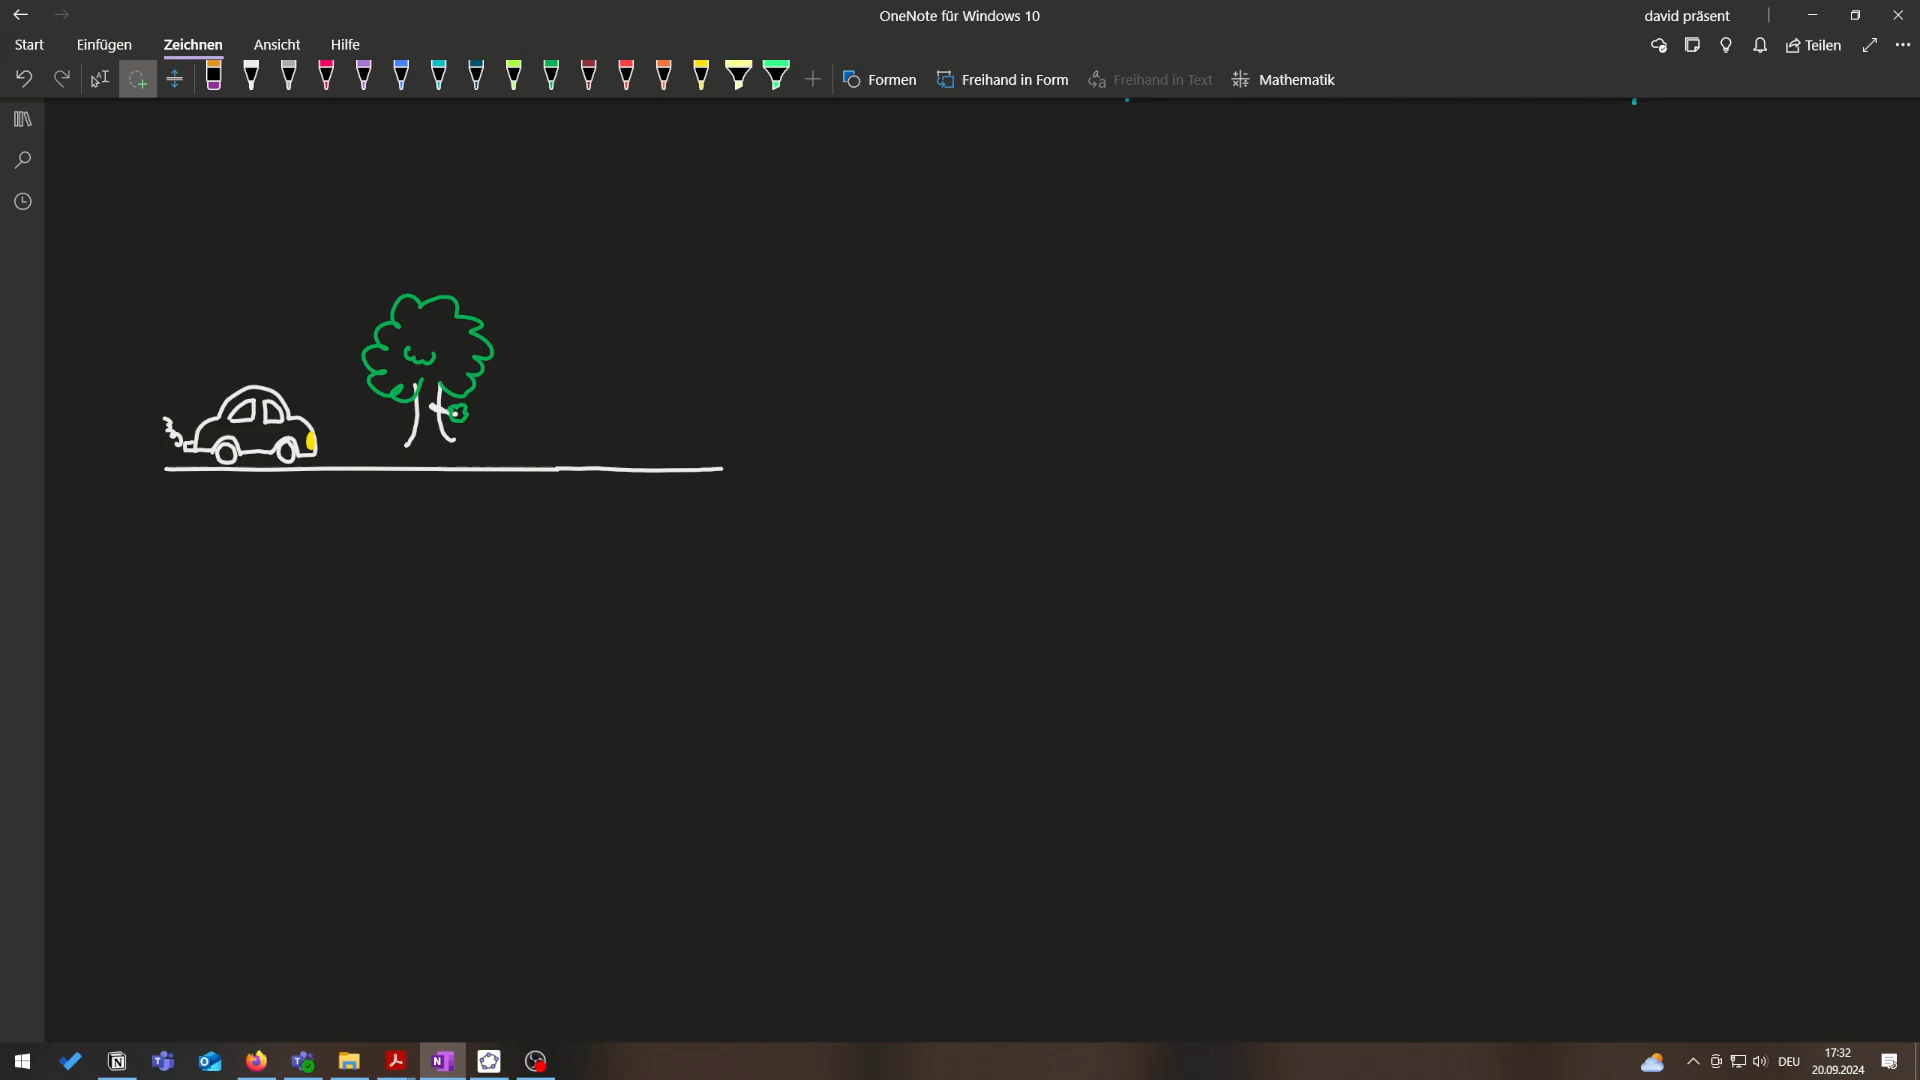 OneNote für Windows 10
david präsent
Start
Einfügen
Zeichnen
Ansicht
Hilfe
Teilen
Formen
Freihand in Form
Freihand in Text
Mathematik
DEU
17:32
20.09.2024